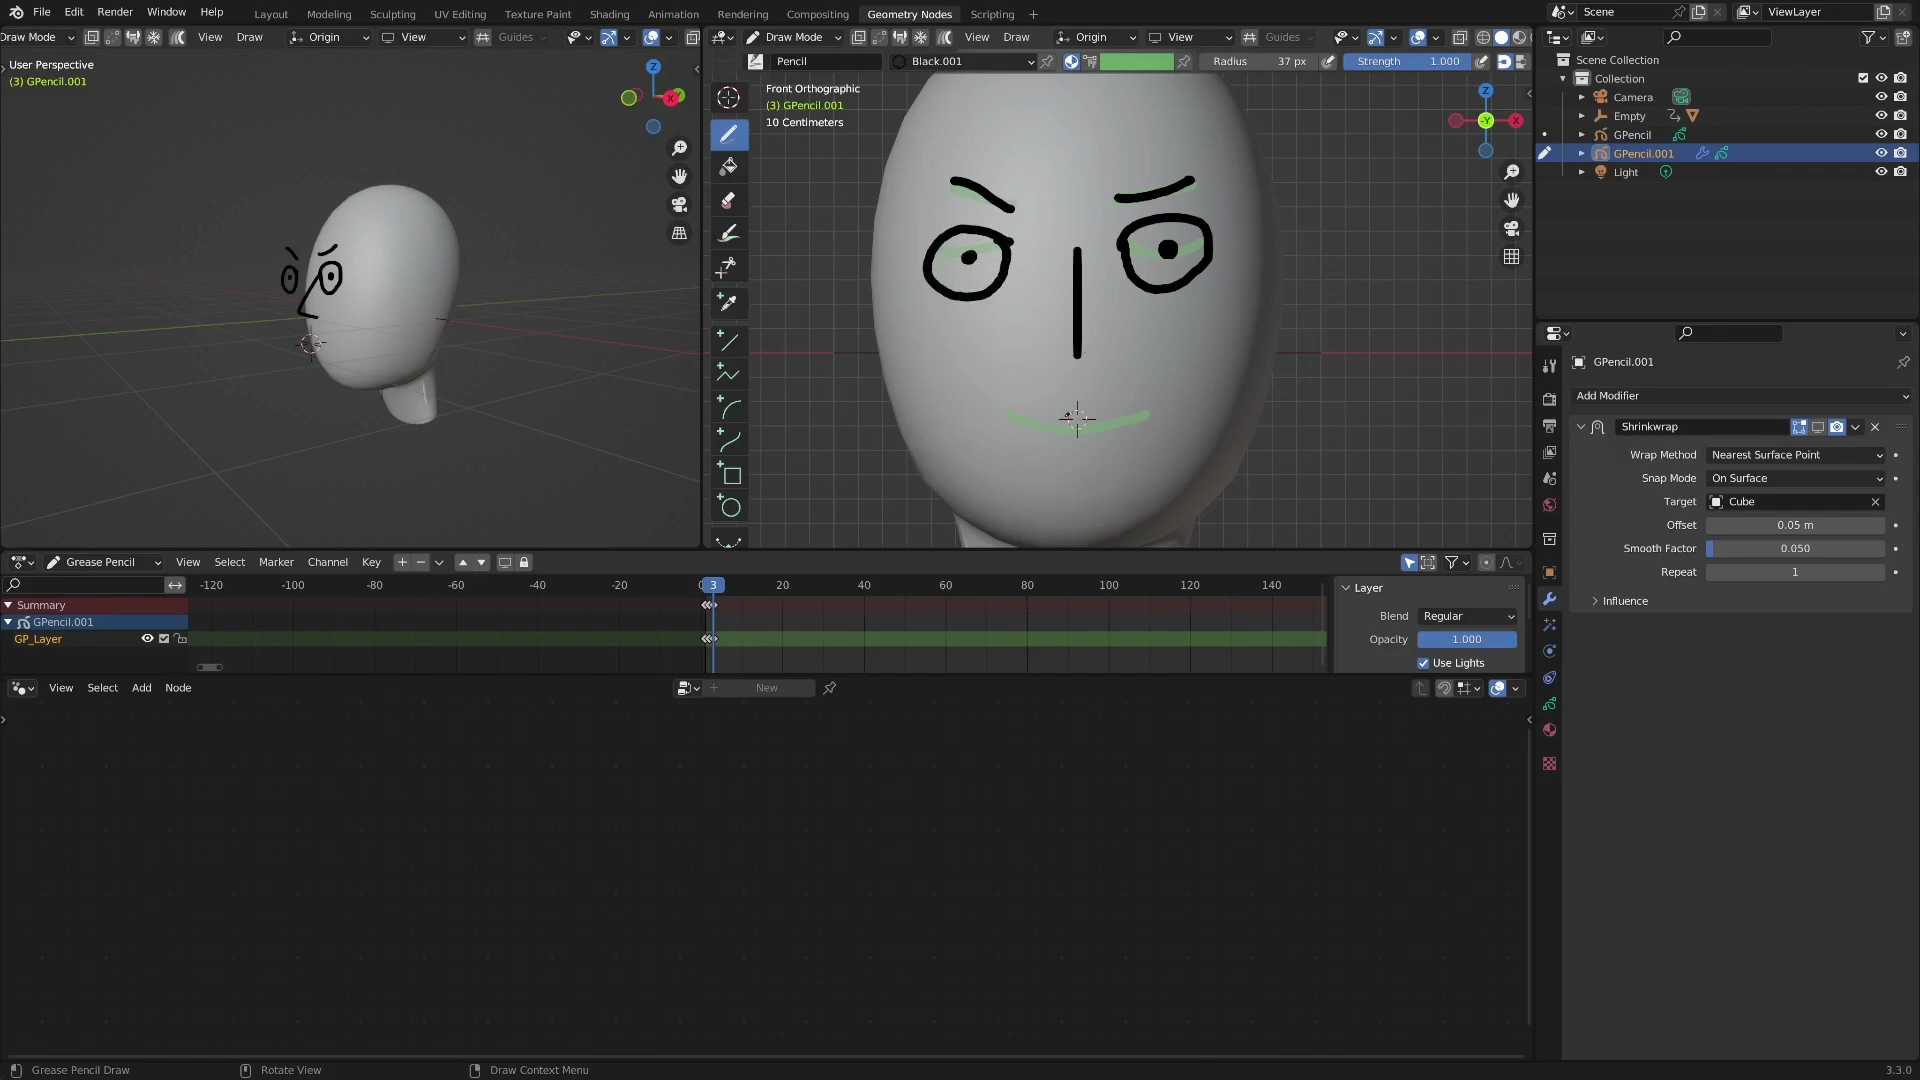 File Edit Render Window Help Layout Modeling Sculpting UV Editing Texture Paint Shading Animation Rendering Compositing Geometry Nodes Scripting Scene ViewLayer
Draw Mode View Draw Origin View Guides
Draw Mode View Draw Origin View Guides
Pencil Black.001 Radius 37 px Strength 1.000
User Perspective
(3) GPencil.001
Z
X
Front Orthographic
(3) GPencil.001
10 Centimeters
Z
-Y
X
Scene Collection
Collection
Camera
Empty
GPencil
GPencil.001
Light
GPencil.001
Add Modifier
Shrinkwrap
Wrap Method Nearest Surface Point
Snap Mode On Surface
Target Cube
Offset 0.05 m
Smooth Factor 0.050
Repeat 1
Influence
Grease Pencil View Select Marker Channel Key
-120 -100 -80 -60 -40 -20 3 20 40 60 80 100 120 140
Summary
GPencil.001
GP_Layer
Layer
Blend Regular
Opacity 1.000
Use Lights
View Select Add Node New
Grease Pencil Draw Rotate View Draw Context Menu 3.3.0